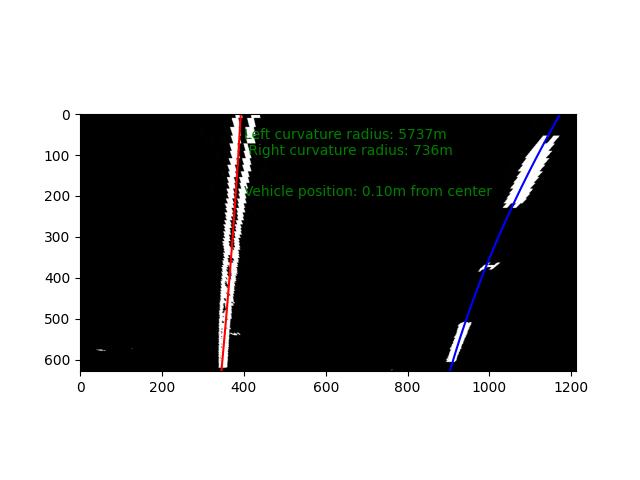 0
Left curvature radius: 5737m
100
Right curvature radius: 736m
200
Vehicle position: 0.10m from center
300
400
500
600
0 200 400 600 800 1000 1200